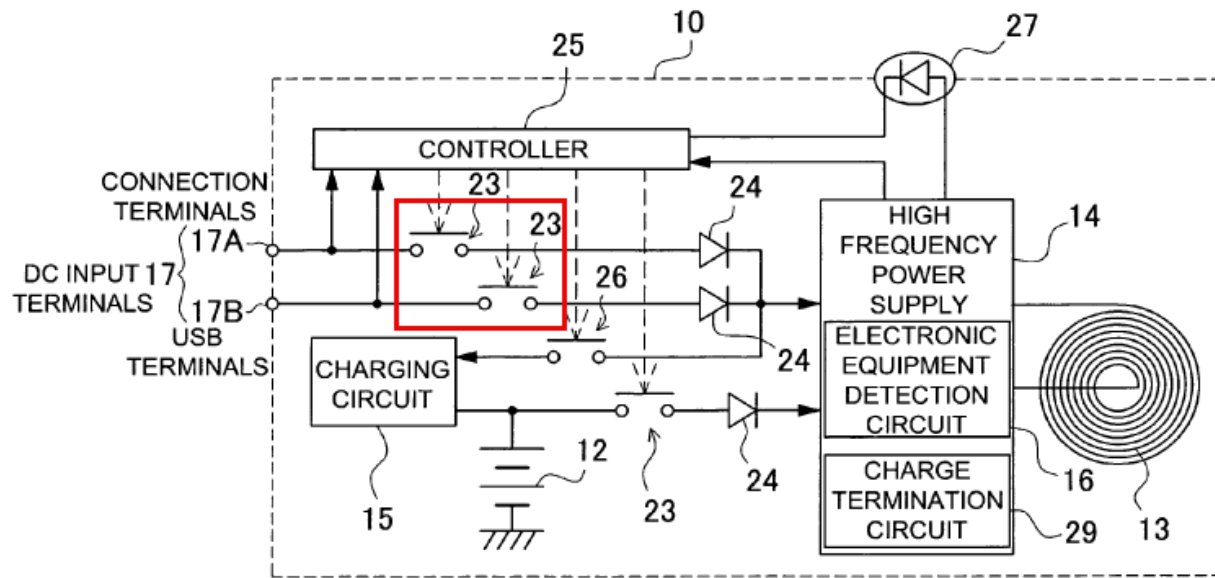 10
27
25
CONTROLLER
CONNECTION
TERMINALS
23
24
17A
23
HIGH
FREQUENCY
POWER
SUPPLY
14
DC INPUT 17
TERMINALS
17B
USB
TERMINALS
26
24
CHARGING
CIRCUIT
ELECTRONIC
EQUIPMENT
DETECTION
CIRCUIT
12
24
15
23
16
13
CHARGE
TERMINATION
CIRCUIT
29